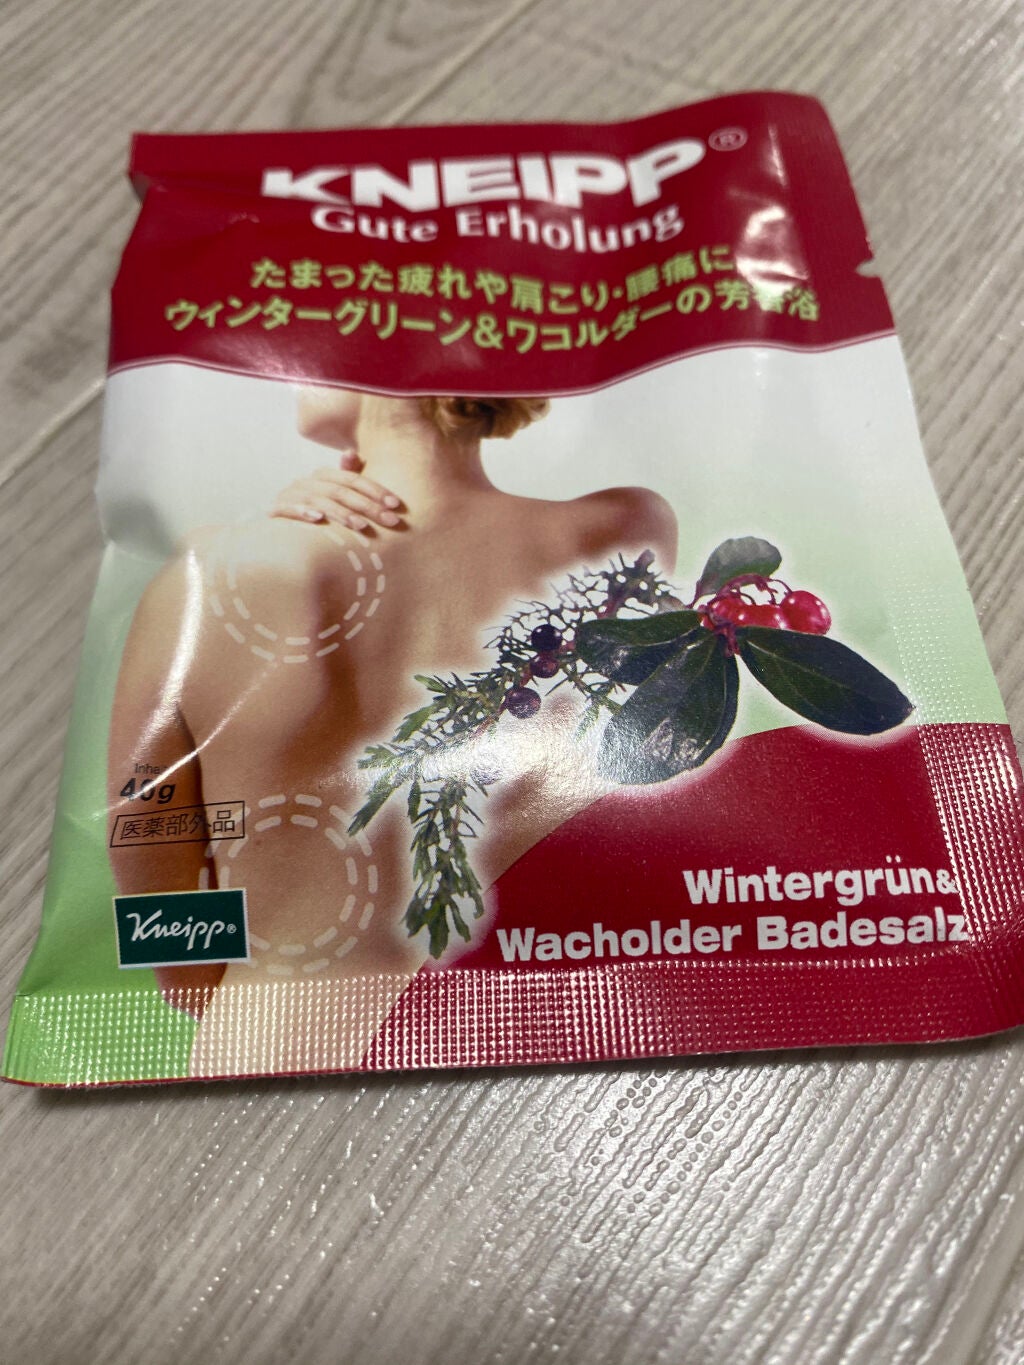 KNEIPP®
Gute Erholung
たまった疲れや肩こり・腰痛に
ウィンターグリーン&ワコルダーの芳香浴
40g
医薬部外品
Kneipp®
Wintergrün&
Wacholder Badesalz